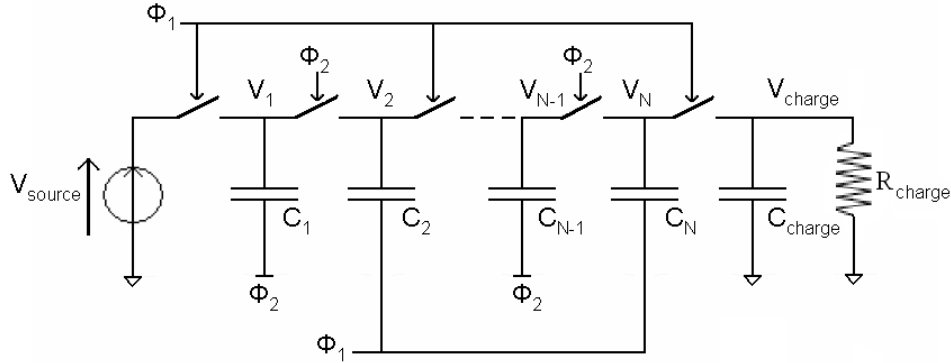 Φ1
Φ2
Φ2
V1
V2
VN-1
VN
Vcharge
Vsource
Rcharge
C1
C2
CN-1
CN
Ccharge
Φ2
Φ2
Φ1